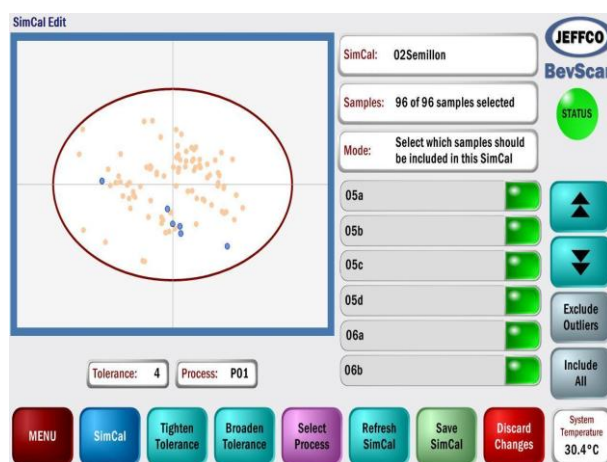 SimCal Edit
SimCal: 02Semillon
Samples: 96 of 96 samples selected
Mode: Select which samples should
be included in this SimCal
05a
05b
05c
05d
06a
06b
Tolerance: 4
Process: P01
JEFFCO
BevScan
STATUS
Exclude
Outliers
Include
All
MENU
SimCal
Tighten
Tolerance
Broaden
Tolerance
Select
Process
Refresh
SimCal
Save
SimCal
Discard
Changes
System
Temperature
30.4°C